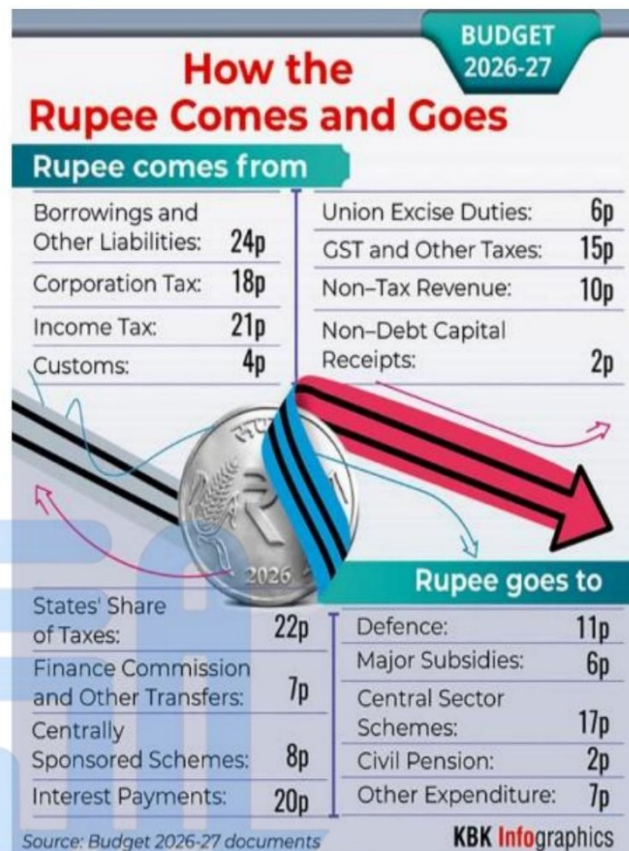 BUDGET
2026-27
How the
Rupee Comes and Goes
Rupee comes from
Borrowings and
Other Liabilities: 24p
Corporation Tax: 18p
Income Tax: 21p
Customs: 4p
Union Excise Duties: 6p
GST and Other Taxes: 15p
Non-Tax Revenue: 10p
Non-Debt Capital
Receipts: 2p
2026
Rupee goes to
States' Share
of Taxes: 22p
Finance Commission
and Other Transfers: 7p
Centrally
Sponsored Schemes: 8p
Interest Payments: 20p
Defence: 11p
Major Subsidies: 6p
Central Sector
Schemes: 17p
Civil Pension: 2p
Other Expenditure: 7p
Source: Budget 2026-27 documents
KBK Infographics